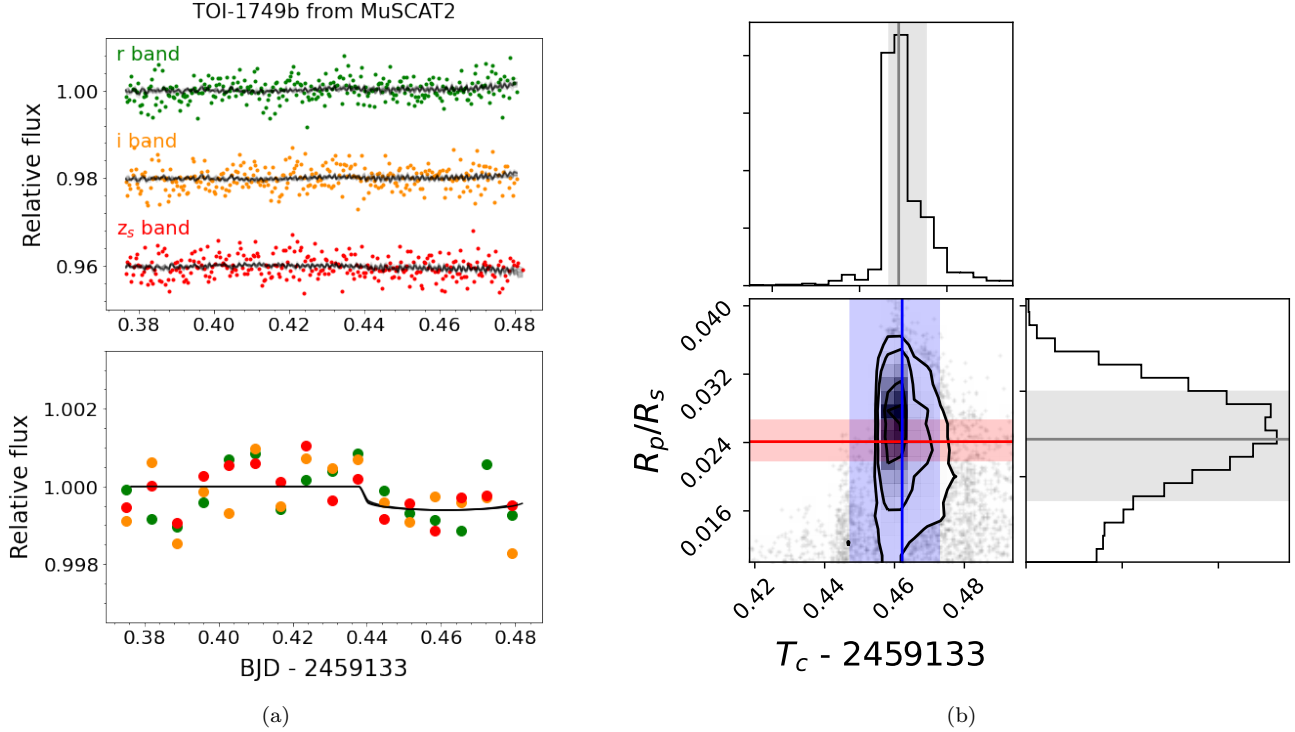 TOI-1749b from MuSCAT2
Relative flux
r band
i band
z_s band
1.00
0.98
0.96
0.38 0.40 0.42 0.44 0.46 0.48
Relative flux
1.002
1.000
0.998
0.38 0.40 0.42 0.44 0.46 0.48
BJD - 2459133
(a)
R_p/R_s
0.040
0.032
0.024
0.016
0.42 0.44 0.46 0.48
T_c - 2459133
(b)